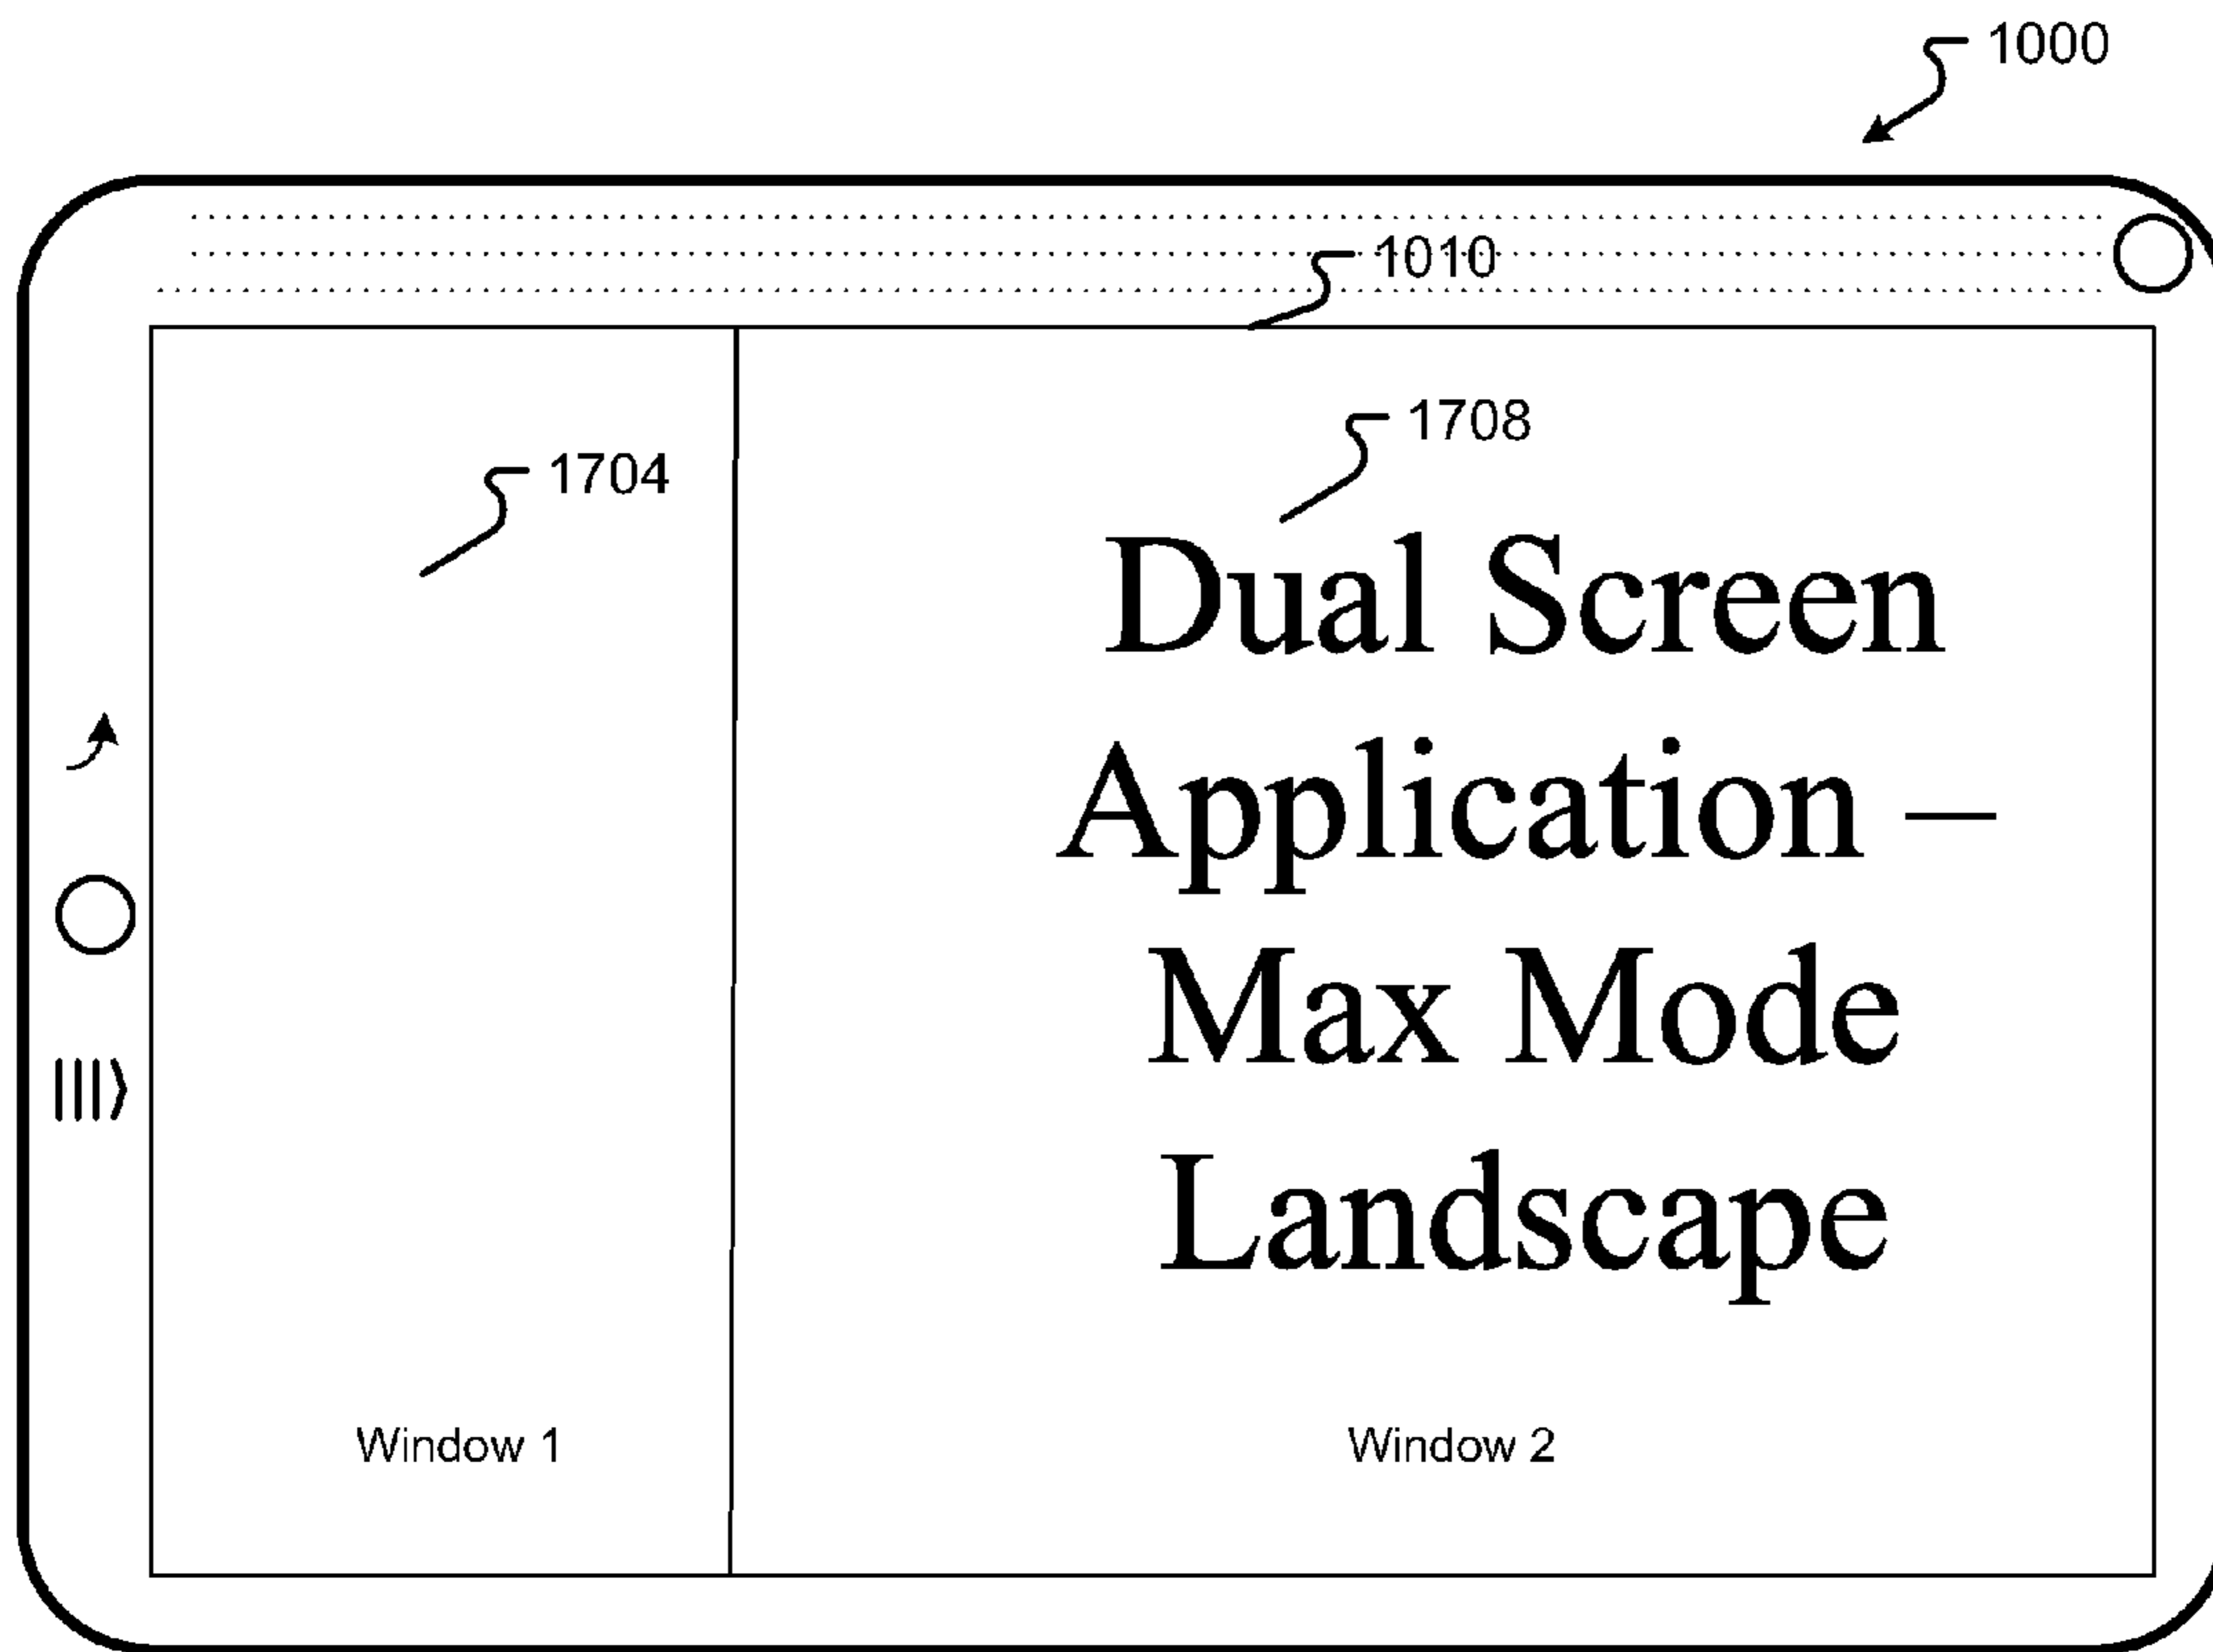 1000
1010
1708
1704
Dual Screen
Application –
Max Mode
Landscape
Window 1
Window 2